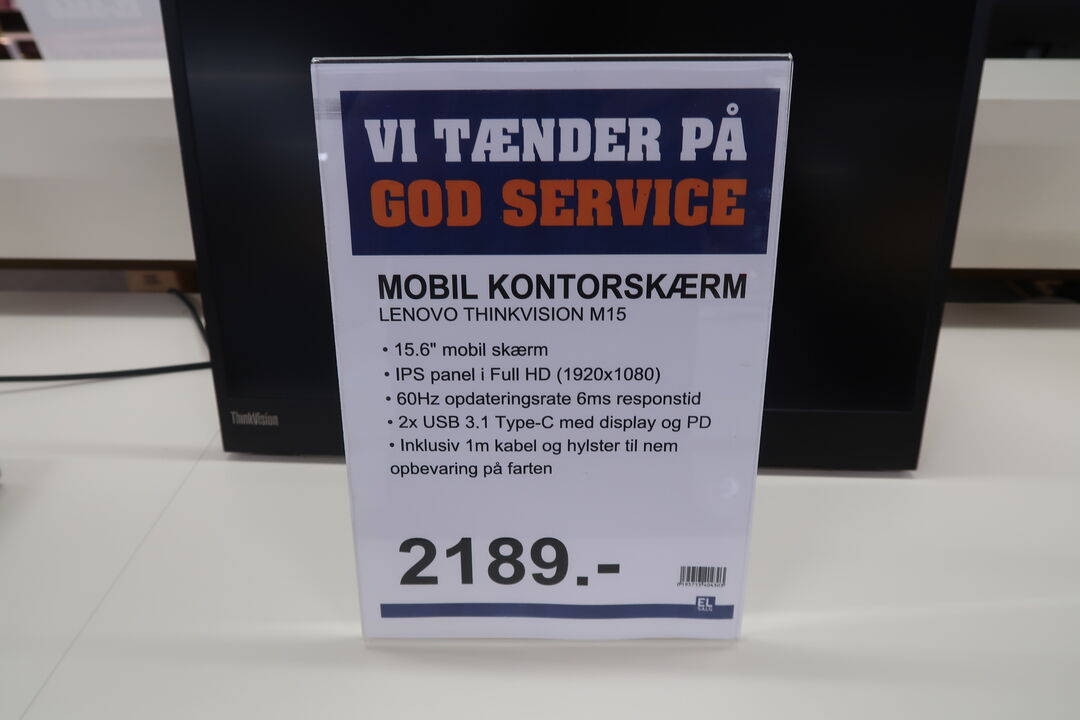 VI TÆNDER PÅ
GOD SERVICE
MOBIL KONTORSKÆRM
LENOVO THINKVISION M15
• 15.6" mobil skærm
• IPS panel i Full HD (1920x1080)
• 60Hz opdateringsrate 6ms responstid
• 2x USB 3.1 Type-C med display og PD
• Inklusiv 1m kabel og hylster til nem
opbevaring på farten
2189.-
EL
SALG
ThinkVision